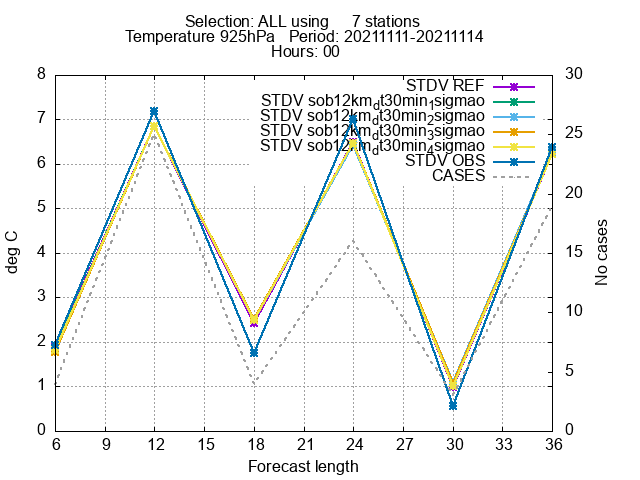 Selection: ALL using 7 stations
Temperature 925hPa Period: 20211111-20211114
Hours: 00
STDV REF
STDV sob12km_dt30min_1sigmao
STDV sob12km_dt30min_2sigmao
STDV sob12km_dt30min_3sigmao
STDV sob12km_dt30min_4sigmao
STDV OBS
CASES
deg C
8
7
6
5
4
3
2
1
0
No cases
30
25
20
15
10
5
0
6 9 12 15 18 21 24 27 30 33 36
Forecast length